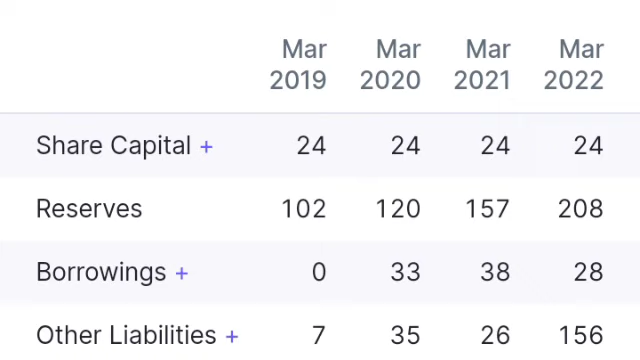 Mar Mar Mar Mar
2019 2020 2021 2022
Share Capital + 24 24 24 24
Reserves 102 120 157 208
Borrowings + 0 33 38 28
Other Liabilities + 7 35 26 156